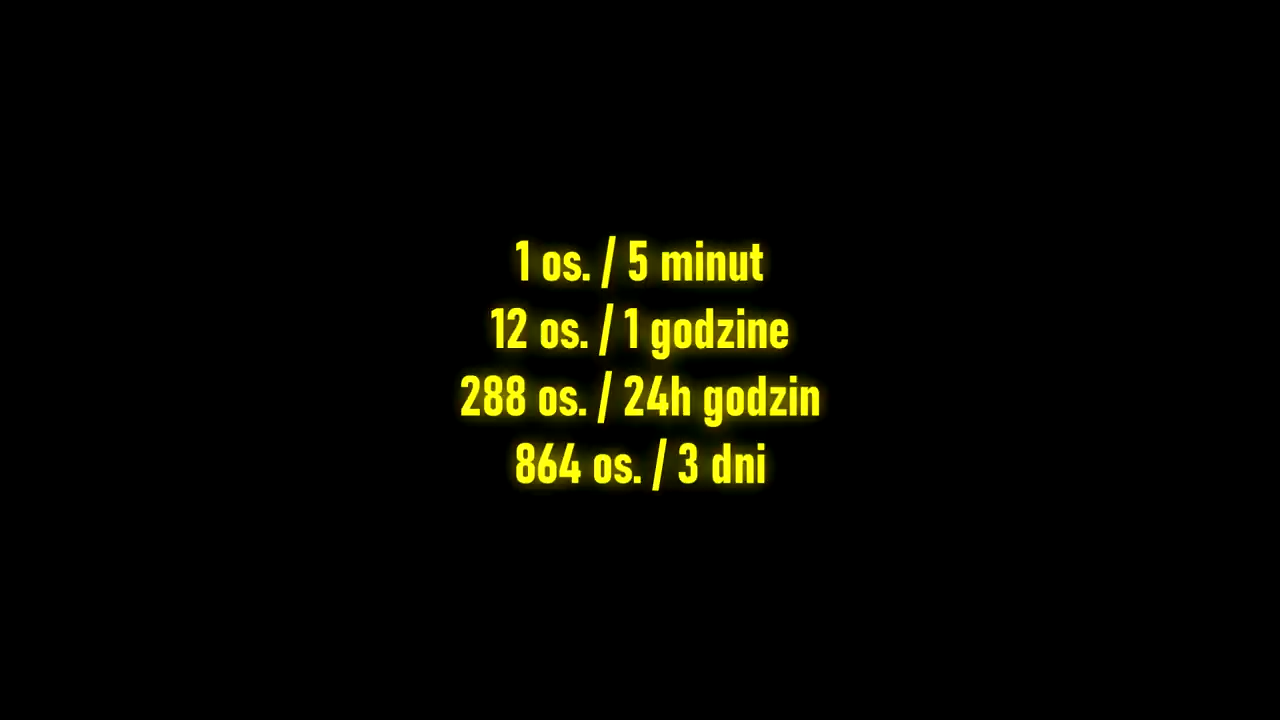 1 os. / 5 minut
12 os. / 1 godzine
288 os. / 24h godzin
864 os. / 3 dni